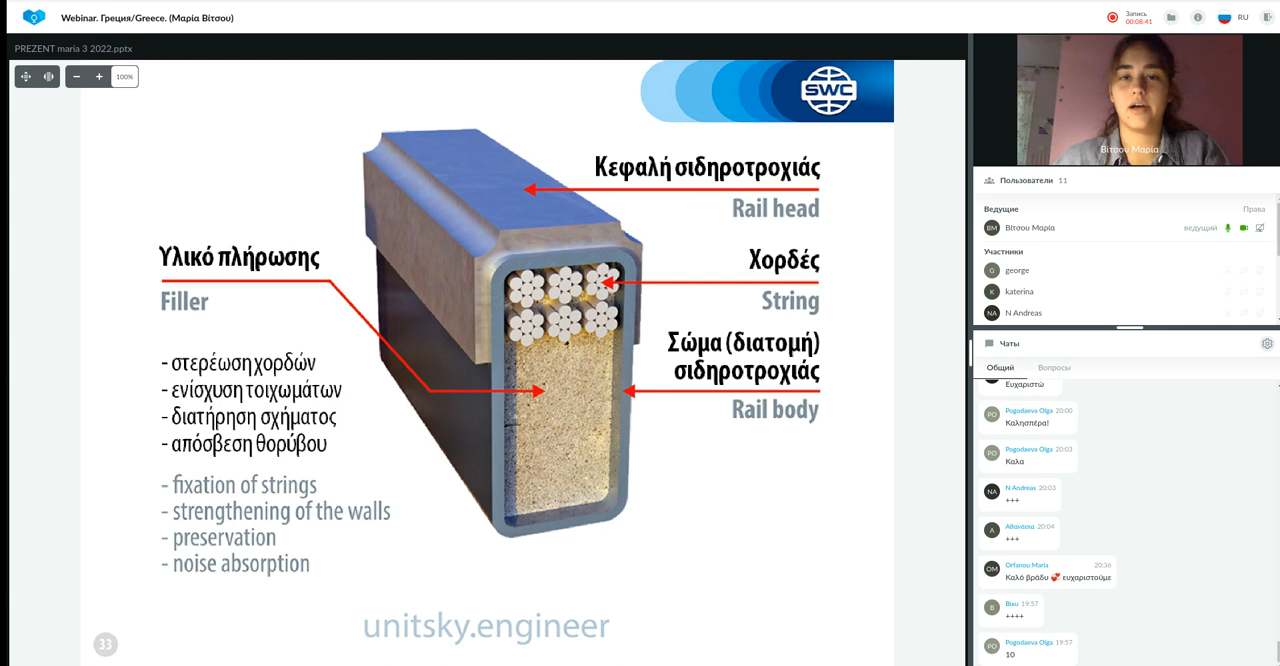 Webinar. Греция/Greece. (Марія Вітсоу)
Запись
00:08:41
RU
PREZENT maria 3 2022.pptx
100%
SWC
Κεφαλή σιδηροτροχιάς
Rail head
Υλικό πλήρωσης
Filler
Χορδές
String
Σώμα (διατομή)
σιδηροτροχιάς
Rail body
- στερέωση χορδών
- ενίσχυση τοιχωμάτων
- διατήρηση σχήματος
- απόσβεση θορύβου
- fixation of strings
- strengthening of the walls
- preservation
- noise absorption
unitsky.engineer
33
Βίτσου Μαρία
Пользователи 11
Ведущие Права
ΒΜ Βίτσου Μαρία ведущий
Участники
G george
K katerina
NA N Andreas
Чаты
Общий Вопросы
Ευχαριστώ
PO Pogodaeva Olga 20:00
Καλησπέρα!
PO Pogodaeva Olga 20:03
Καλα
NA N Andreas 20:03
+++
Α Αθανάσια 20:04
+++
OM Orfanou Maria 20:36
Καλό βράδυ 💞 ευχαριστούμε
19:57
++++
PO Pogodaeva Olga 19:57
10